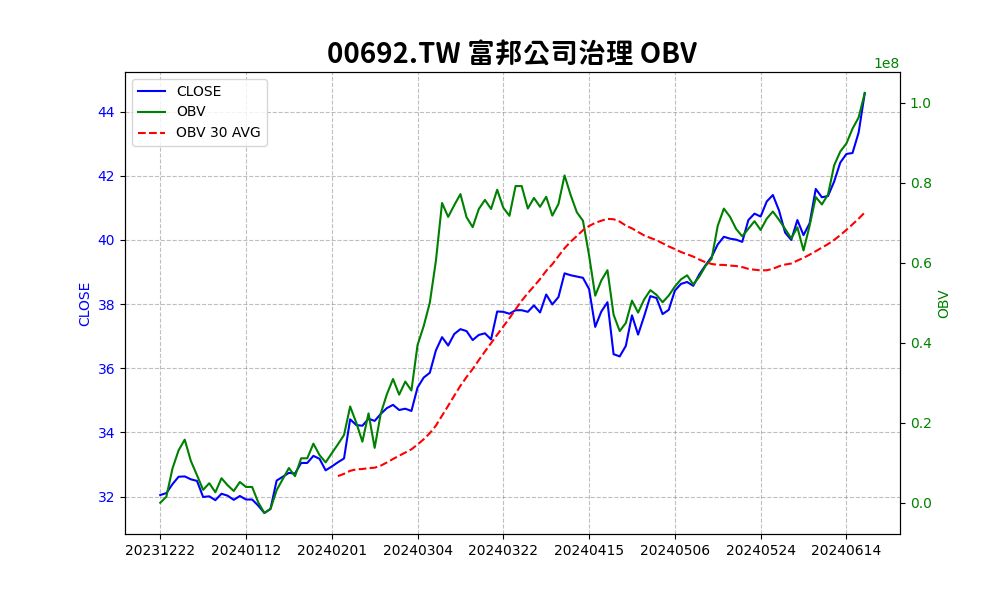 00692.TW 富邦公司治理 OBV
1e8
CLOSE
OBV
OBV 30 AVG
44
42
40
38
36
34
32
CLOSE
1.0
0.8
0.6
0.4
0.2
0.0
OBV
20231222 20240112 20240201 20240304 20240322 20240415 20240506 20240524 20240614